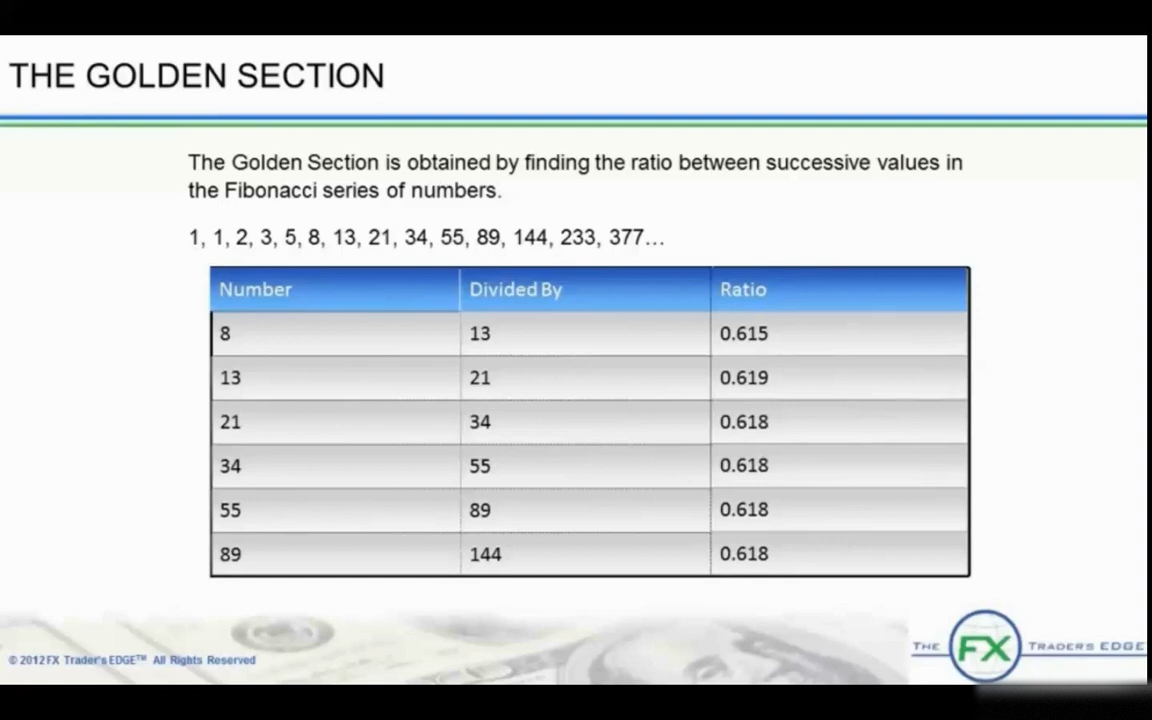 THE GOLDEN SECTION
The Golden Section is obtained by finding the ratio between successive values in
the Fibonacci series of numbers.
1, 1, 2, 3, 5, 8, 13, 21, 34, 55, 89, 144, 233, 377...
Number Divided By Ratio
8 13 0.615
13 21 0.619
21 34 0.618
34 55 0.618
55 89 0.618
89 144 0.618
© 2012 FX Trader's EDGE™ All Rights Reserved
THE FX TRADERS EDGE